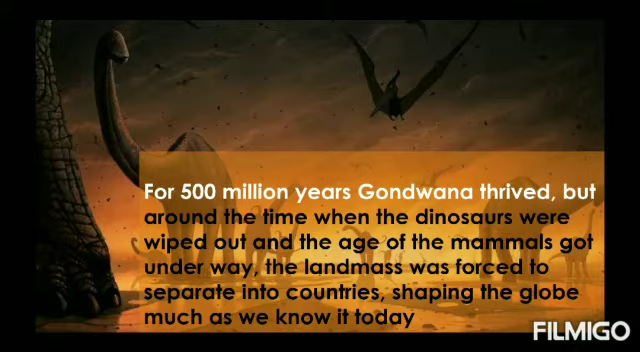 For 500 million years Gondwana thrived, but
around the time when the dinosaurs were
wiped out and the age of the mammals got
under way, the landmass was forced to
separate into countries, shaping the globe
much as we know it today
FILMIGO